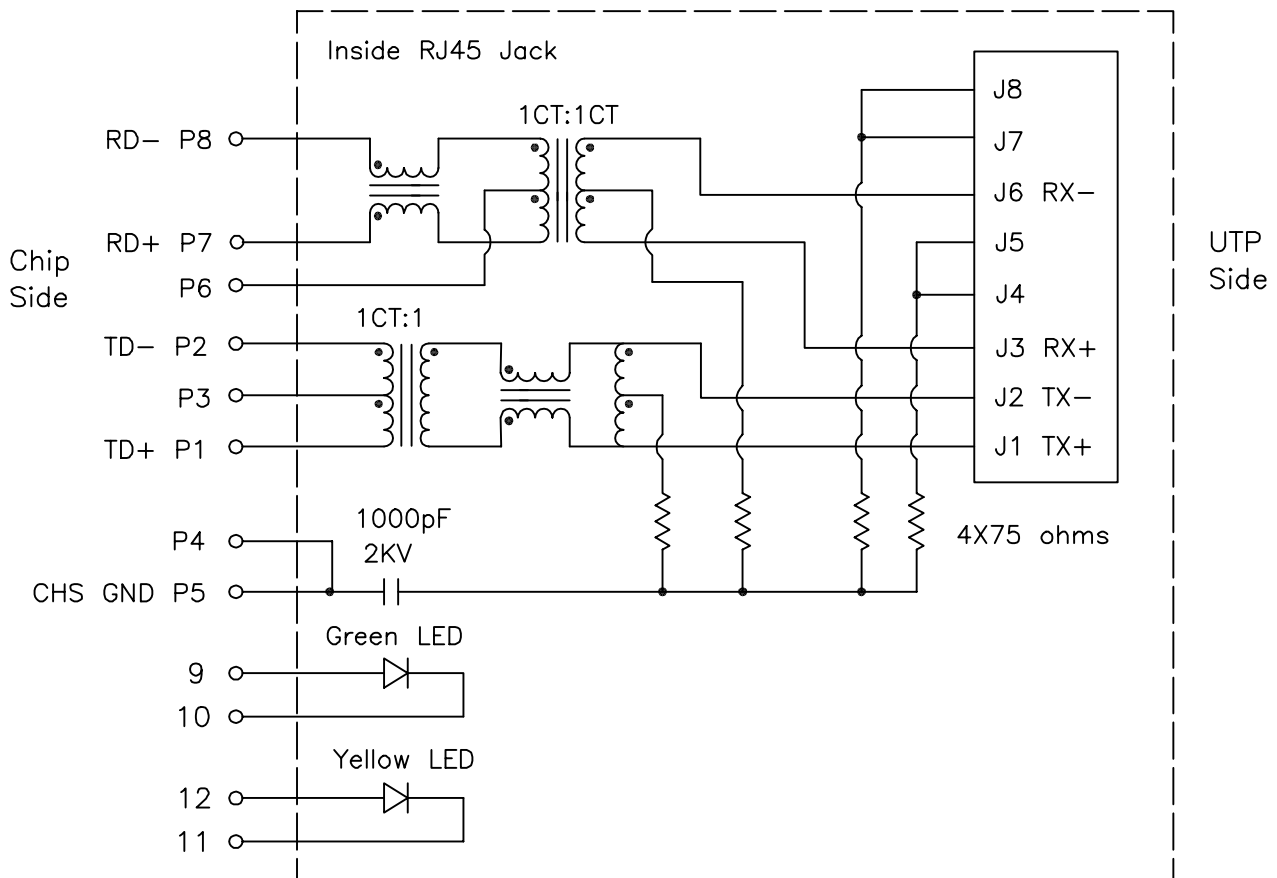 Inside RJ45 Jack
J8
1CT:1CT
RD- P8
J7
J6 RX-
RD+ P7
J5
Chip
Side
UTP
Side
P6
J4
1CT:1
TD- P2
J3 RX+
P3
J2 TX-
TD+ P1
J1 TX+
1000pF
2KV
4X75 ohms
P4
CHS GND P5
Green LED
9
10
Yellow LED
12
11